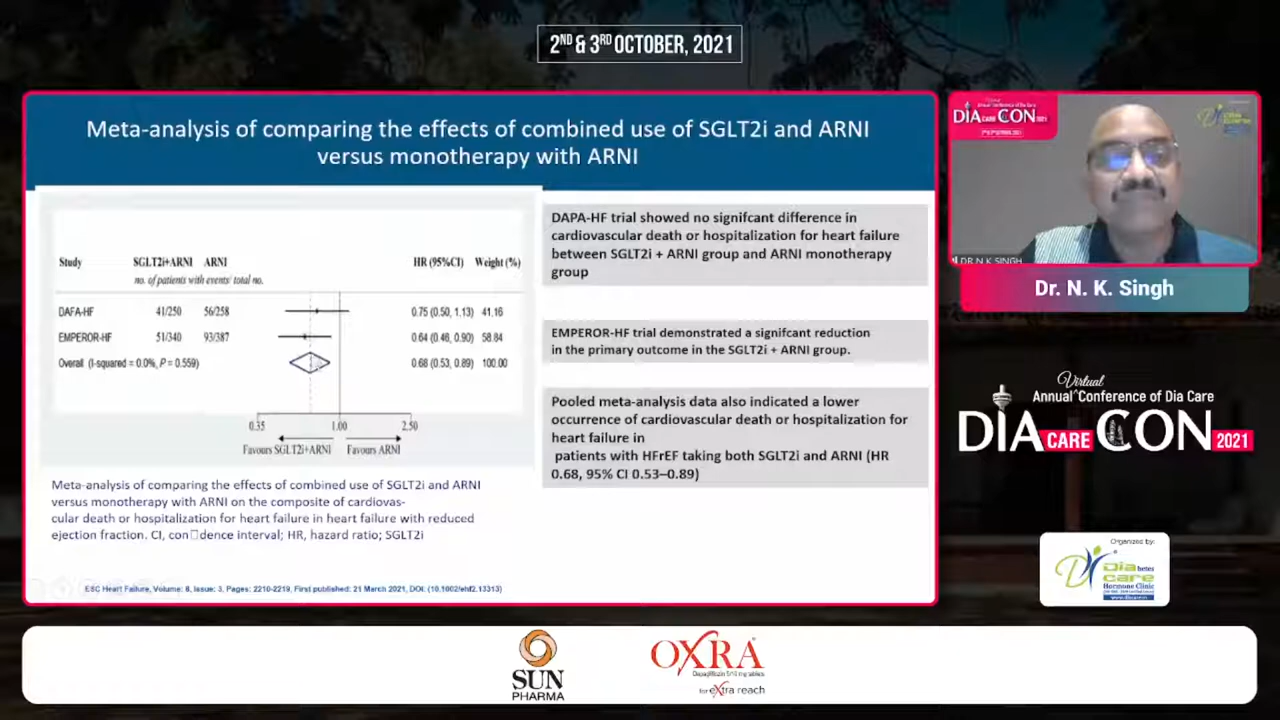 2ND & 3RD OCTOBER, 2021
Meta-analysis of comparing the effects of combined use of SGLT2i and ARNI
versus monotherapy with ARNI
Study SGLT2i+ARNI ARNI HR (95%CI) Weight (%)
no. of patients with events/ total no.
DAFA-HF 41/250 56/258 0.75 (0.50, 1.13) 41.16
EMPEROR-HF 51/340 93/387 0.64 (0.46, 0.90) 58.84
Overall (I-squared = 0.0%, P = 0.559) 0.68 (0.53, 0.89) 100.00
0.35 1.00 2.50
Favours SGLT2i+ARNI Favours ARNI
Meta-analysis of comparing the effects of combined use of SGLT2i and ARNI
versus monotherapy with ARNI on the composite of cardiovas-
cular death or hospitalization for heart failure in heart failure with reduced
ejection fraction. CI, con□dence interval; HR, hazard ratio; SGLT2i
ESC Heart Failure, Volume: 8, Issue: 3, Pages: 2210-2219, First published: 21 March 2021, DOI: (10.1002/ehf2.13313)
DAPA-HF trial showed no signifcant difference in
cardiovascular death or hospitalization for heart failure
between SGLT2i + ARNI group and ARNI monotherapy
group
EMPEROR-HF trial demonstrated a signifcant reduction
in the primary outcome in the SGLT2i + ARNI group.
Pooled meta-analysis data also indicated a lower
occurrence of cardiovascular death or hospitalization for
heart failure in
patients with HFrEF taking both SGLT2i and ARNI (HR
0.68, 95% CI 0.53–0.89)
DIA CARE CON 2021
DR N K SINGH
Dr. N. K. Singh
Virtual
Annual^Conference of Dia Care
DIA CARE CON 2021
Organized by:
Diabetes
care
Hormone Clinic
SUN
PHARMA
OXRA
Dapagliflozin 5/10 mg tablets
for eXtra reach